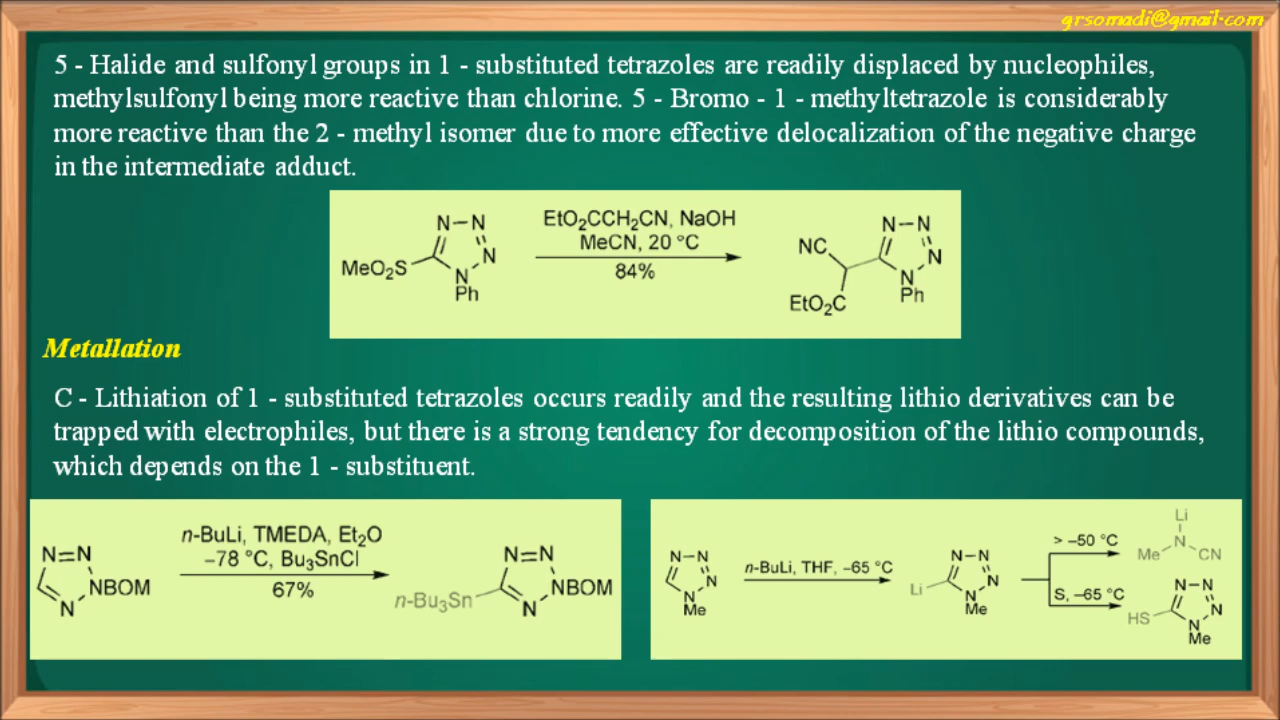 grsomadi@gmail.com
5 - Halide and sulfonyl groups in 1 - substituted tetrazoles are readily displaced by nucleophiles,
methylsulfonyl being more reactive than chlorine. 5 - Bromo - 1 - methyltetrazole is considerably
more reactive than the 2 - methyl isomer due to more effective delocalization of the negative charge
in the intermediate adduct.
N–N
N
N
MeO₂S
Ph
EtO₂CCH₂CN, NaOH
MeCN, 20 °C
84%
N–N
NC
N
N
Ph
EtO₂C
Metallation
C - Lithiation of 1 - substituted tetrazoles occurs readily and the resulting lithio derivatives can be
trapped with electrophiles, but there is a strong tendency for decomposition of the lithio compounds,
which depends on the 1 - substituent.
N=N
NBOM
N
n-BuLi, TMEDA, Et₂O
–78 °C, Bu₃SnCl
67%
N=N
NBOM
n-Bu₃Sn
N
N–N
N
N
Me
n-BuLi, THF, –65 °C
N–N
N
Li
N
Me
> –50 °C
S, –65 °C
Li
N
Me
CN
N–N
N
HS
N
Me